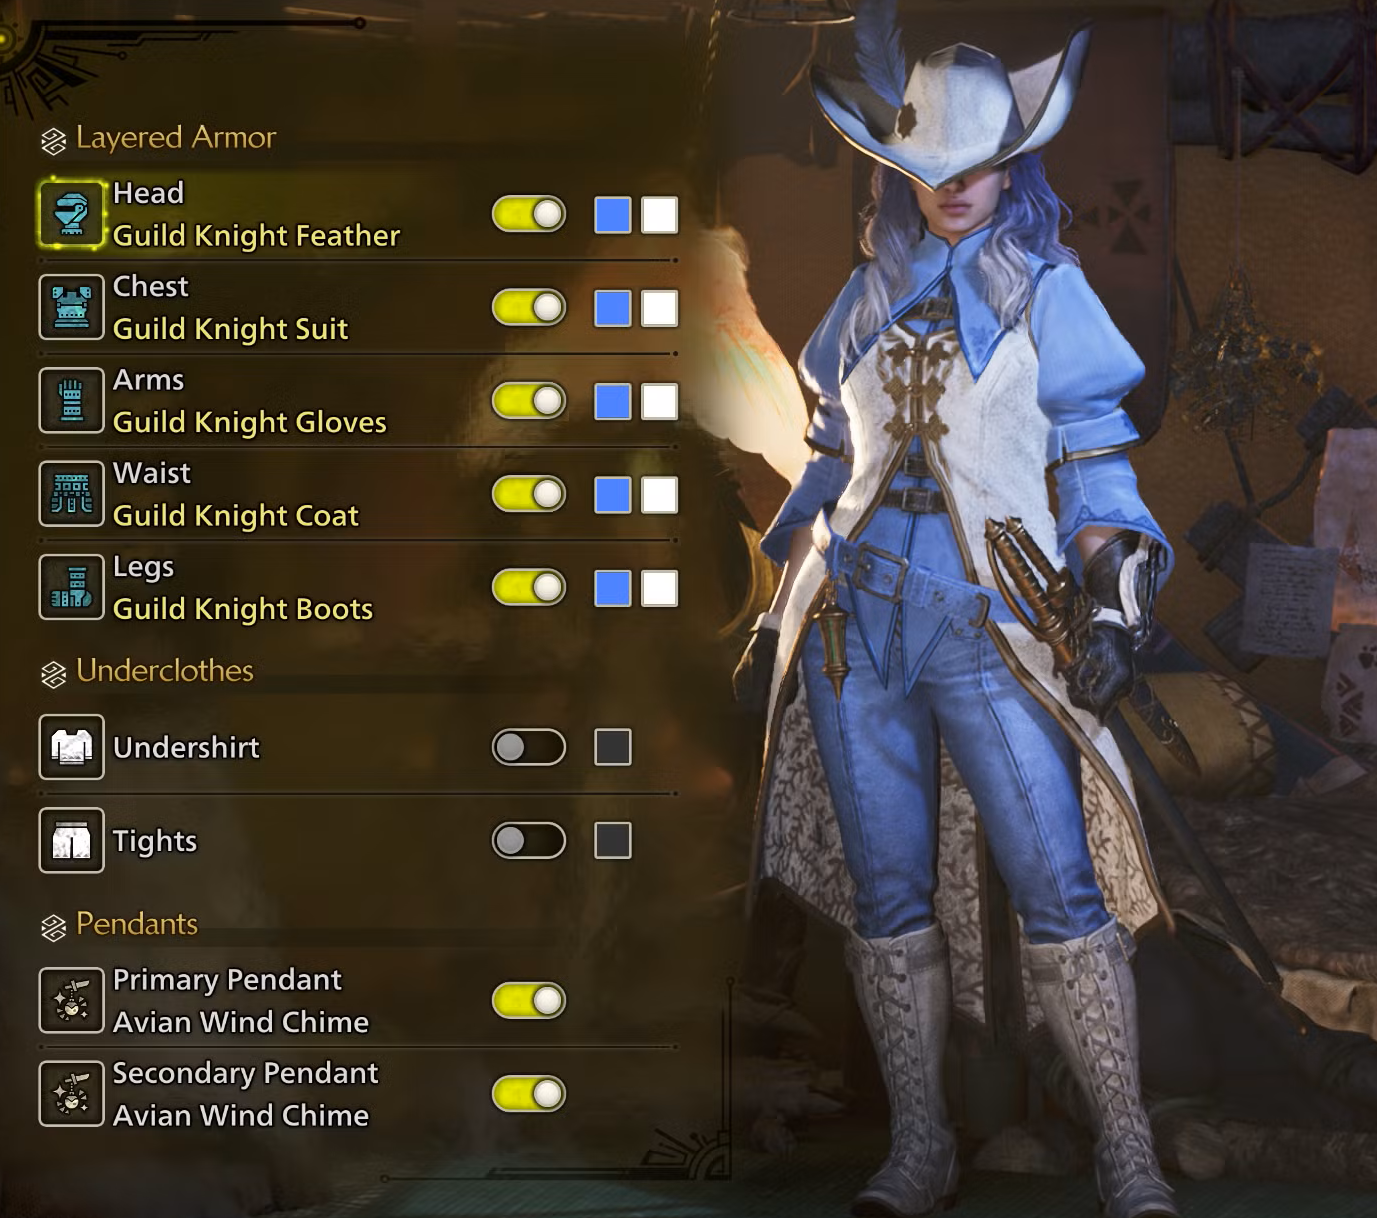 Layered Armor
Head
Guild Knight Feather
Chest
Guild Knight Suit
Arms
Guild Knight Gloves
Waist
Guild Knight Coat
Legs
Guild Knight Boots
Underclothes
Undershirt
Tights
Pendants
Primary Pendant
Avian Wind Chime
Secondary Pendant
Avian Wind Chime